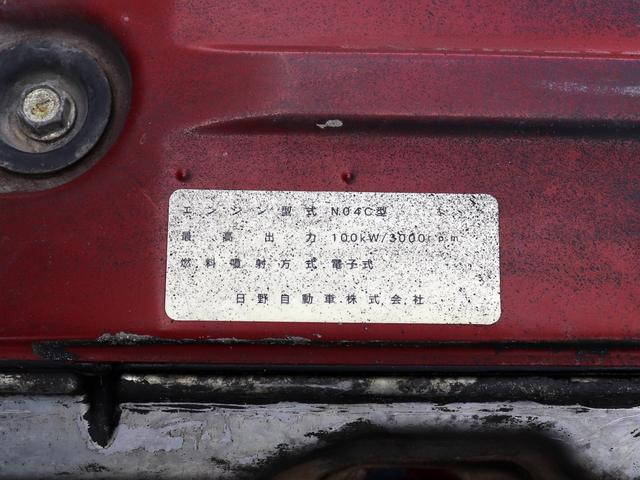 エンジン型式 N04C型
最高出力 100kW/3000rpm
燃料噴射方式 電子式
日野自動車株式会社